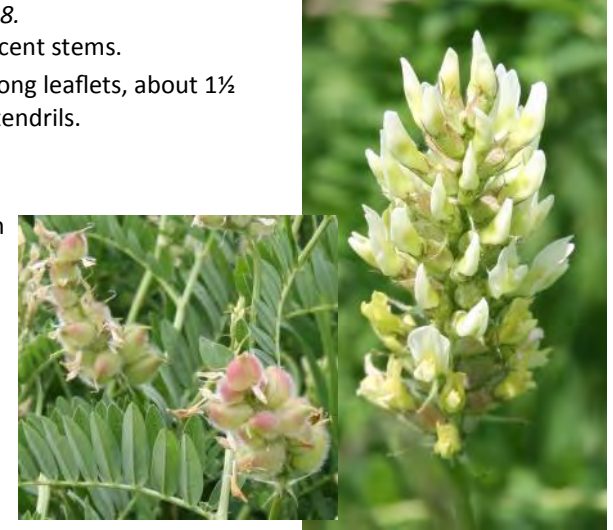 8.
cent stems.
ong leaflets, about 1½
endrils.
n